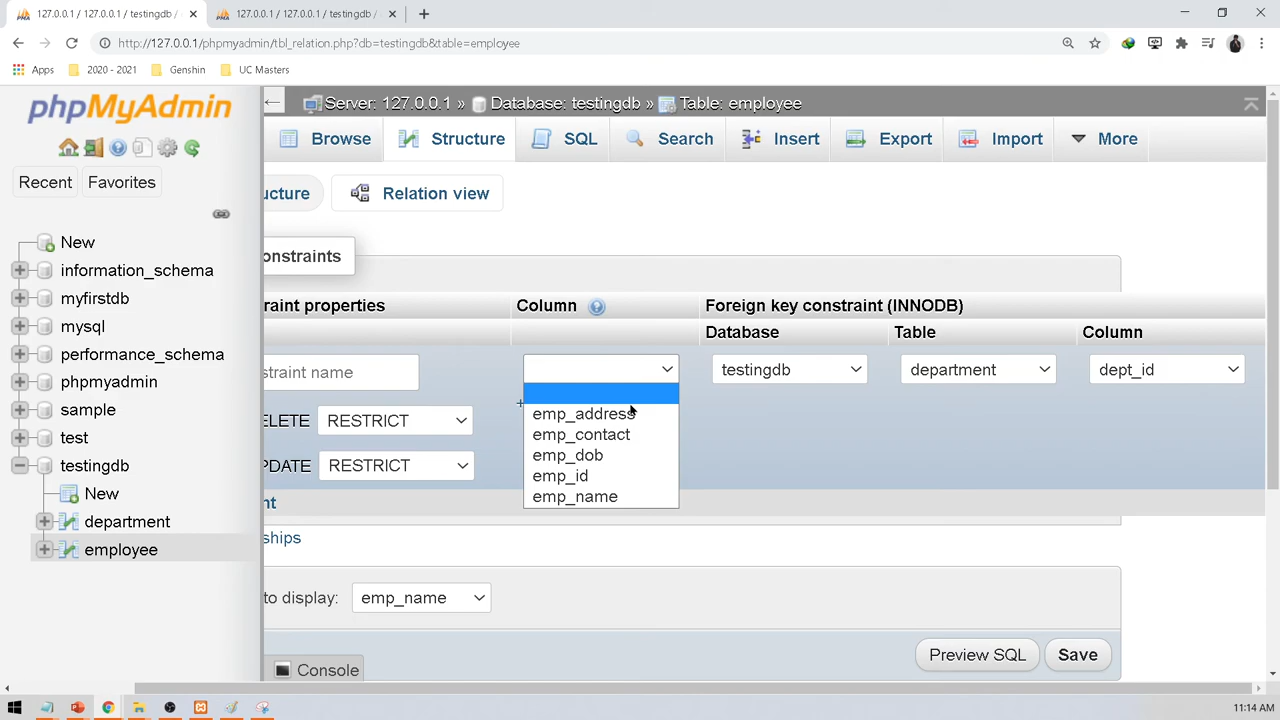 127.0.0.1 / 127.0.0.1 / testingdb /
127.0.0.1 / 127.0.0.1 / testingdb /
http://127.0.0.1/phpmyadmin/tbl_relation.php?db=testingdb&table=employee
Apps 2020 - 2021 Genshin UC Masters
phpMyAdmin
Recent Favorites
New
information_schema
myfirstdb
mysql
performance_schema
phpmyadmin
sample
test
testingdb
New
department
employee
Server: 127.0.0.1 » Database: testingdb » Table: employee
Browse Structure SQL Search Insert Export Import More
ucture Relation view
onstraints
raint properties Column Foreign key constraint (INNODB)
Database Table Column
straint name testingdb department dept_id
ELETE RESTRICT
PDATE RESTRICT
+
emp_address
emp_contact
emp_dob
emp_id
emp_name
nt
ships
to display: emp_name
Preview SQL Save
Console
11:14 AM